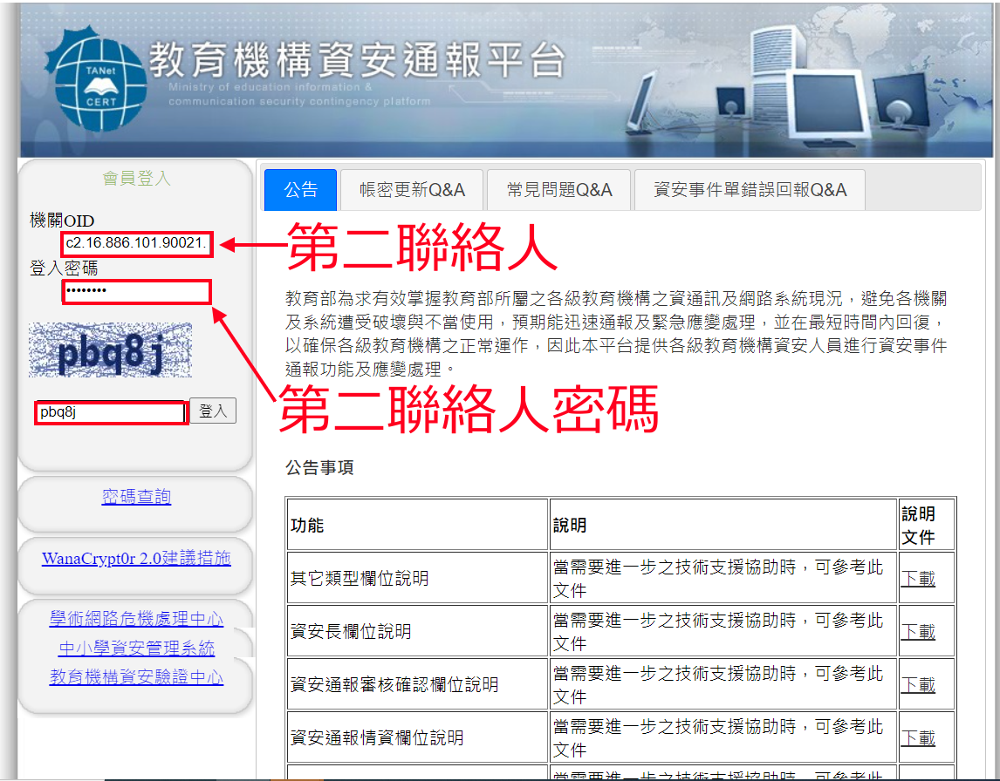 教育機構資安通報平台
Ministry of education information &
communication security contingency platform
TANet
CERT
會員登入
機關OID
c2.16.886.101.90021.
登入密碼
••••••••
pbq8j
pbq8j
登入
密碼查詢
WanaCrypt0r 2.0建議措施
學術網路危機處理中心
中小學資安管理系統
教育機構資安驗證中心
公告
帳密更新Q&A
常見問題Q&A
資安事件單錯誤回報Q&A
第二聯絡人
教育部為求有效掌握教育部所屬之各級教育機構之資通訊及網路系統現況，避免各機關
及系統遭受破壞與不當使用，預期能迅速通報及緊急應變處理，並在最短時間內回復，
以確保各級教育機構之正常運作，因此本平台提供各級教育機構資安人員進行資安事件
通報功能及應變處理。
第二聯絡人密碼
公告事項
功能
說明
說明
文件
其它類型欄位說明
當需要進一步之技術支援協助時，可參考此
文件
下載
資安長欄位說明
當需要進一步之技術支援協助時，可參考此
文件
下載
資安通報審核確認欄位說明
當需要進一步之技術支援協助時，可參考此
文件
下載
資安通報情資欄位說明
當需要進一步之技術支援協助時，可參考此
文件
下載
當需要進一步之技術支援協助時，可參考此